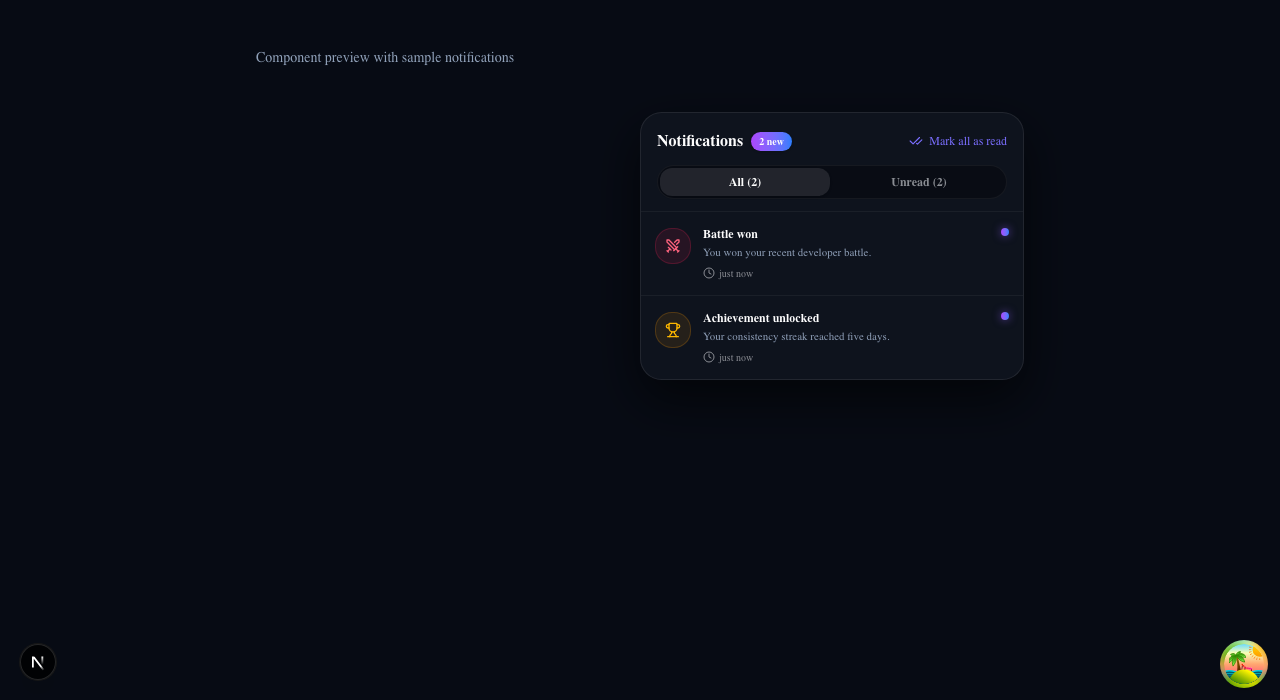 Component preview with sample notifications
Notifications 2 new Mark all as read
All (2) Unread (2)
Battle won
You won your recent developer battle.
just now
Achievement unlocked
Your consistency streak reached five days.
just now
N